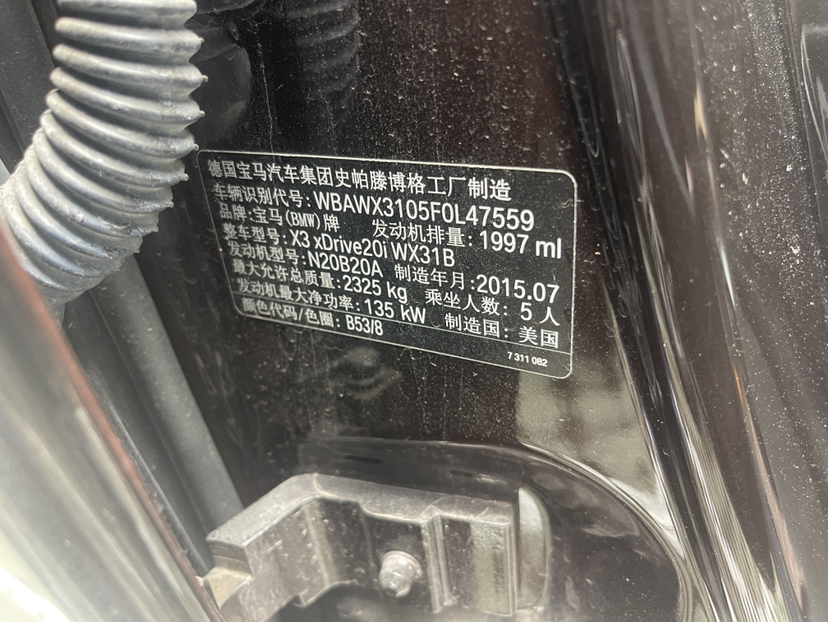 德国宝马汽车集团史帕滕博格工厂制造
车辆识别代号: WBAWX3105F0L47559
品牌: 宝马(BMW)牌 发动机排量: 1997 ml
整车型号: X3 xDrive20i WX31B
发动机型号: N20B20A 制造年月: 2015.07
最大允许总质量: 2325 kg 乘坐人数: 5 人
发动机最大净功率: 135 kW 制造国: 美国
颜色代码/色圈: B53/8
7 311 082